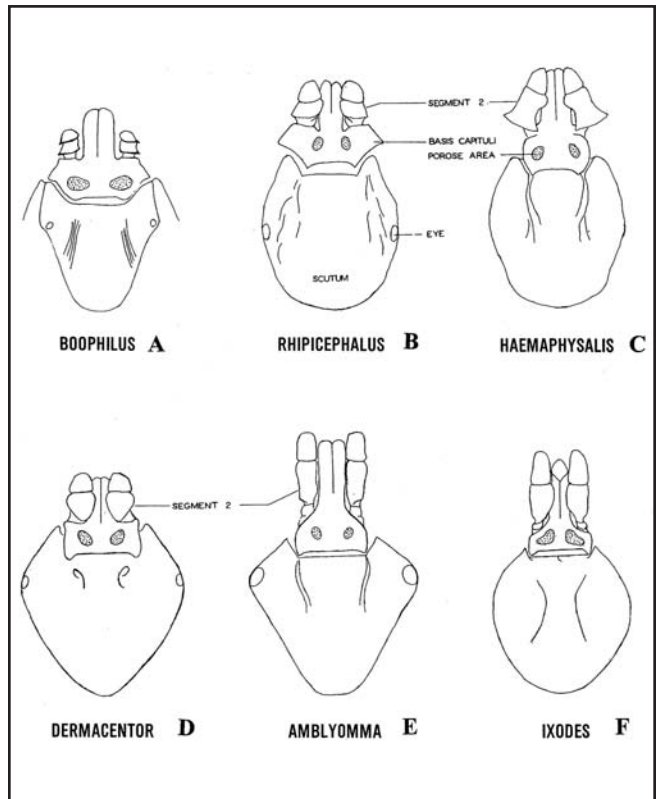 SEGMENT 2
BASIS CAPITULI
POROSE AREA
EYE
SCUTUM
BOOPHILUS A RHIPICEPHALUS B HAEMAPHYSALIS C
SEGMENT 2
DERMACENTOR D AMBLYOMMA E IXODES F